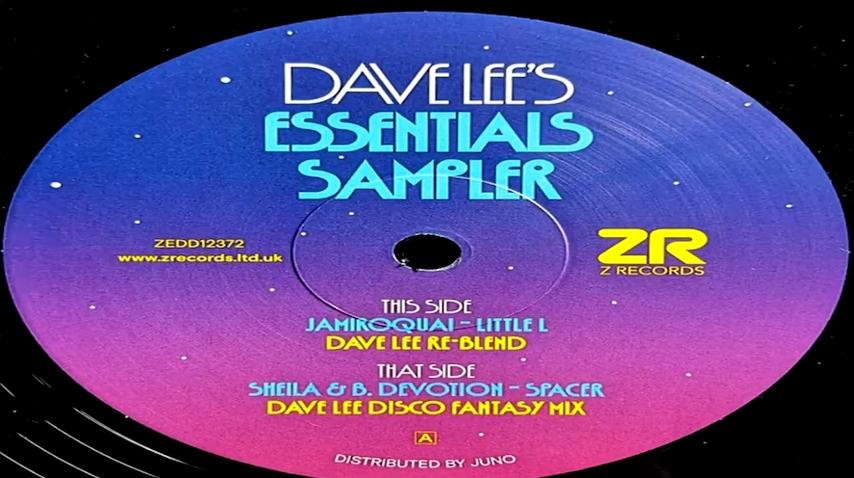 DAVE LEE'S
ESSENTIALS
SAMPLER
ZEDD12372
www.zrecords.ltd.uk
ZR
Z RECORDS
THIS SIDE
JAMIROQUAI - LITTLE L
DAVE LEE RE-BLEND
THAT SIDE
SHEILA & B. DEVOTION - SPACER
DAVE LEE DISCO FANTASY MIX
A
DISTRIBUTED BY JUNO